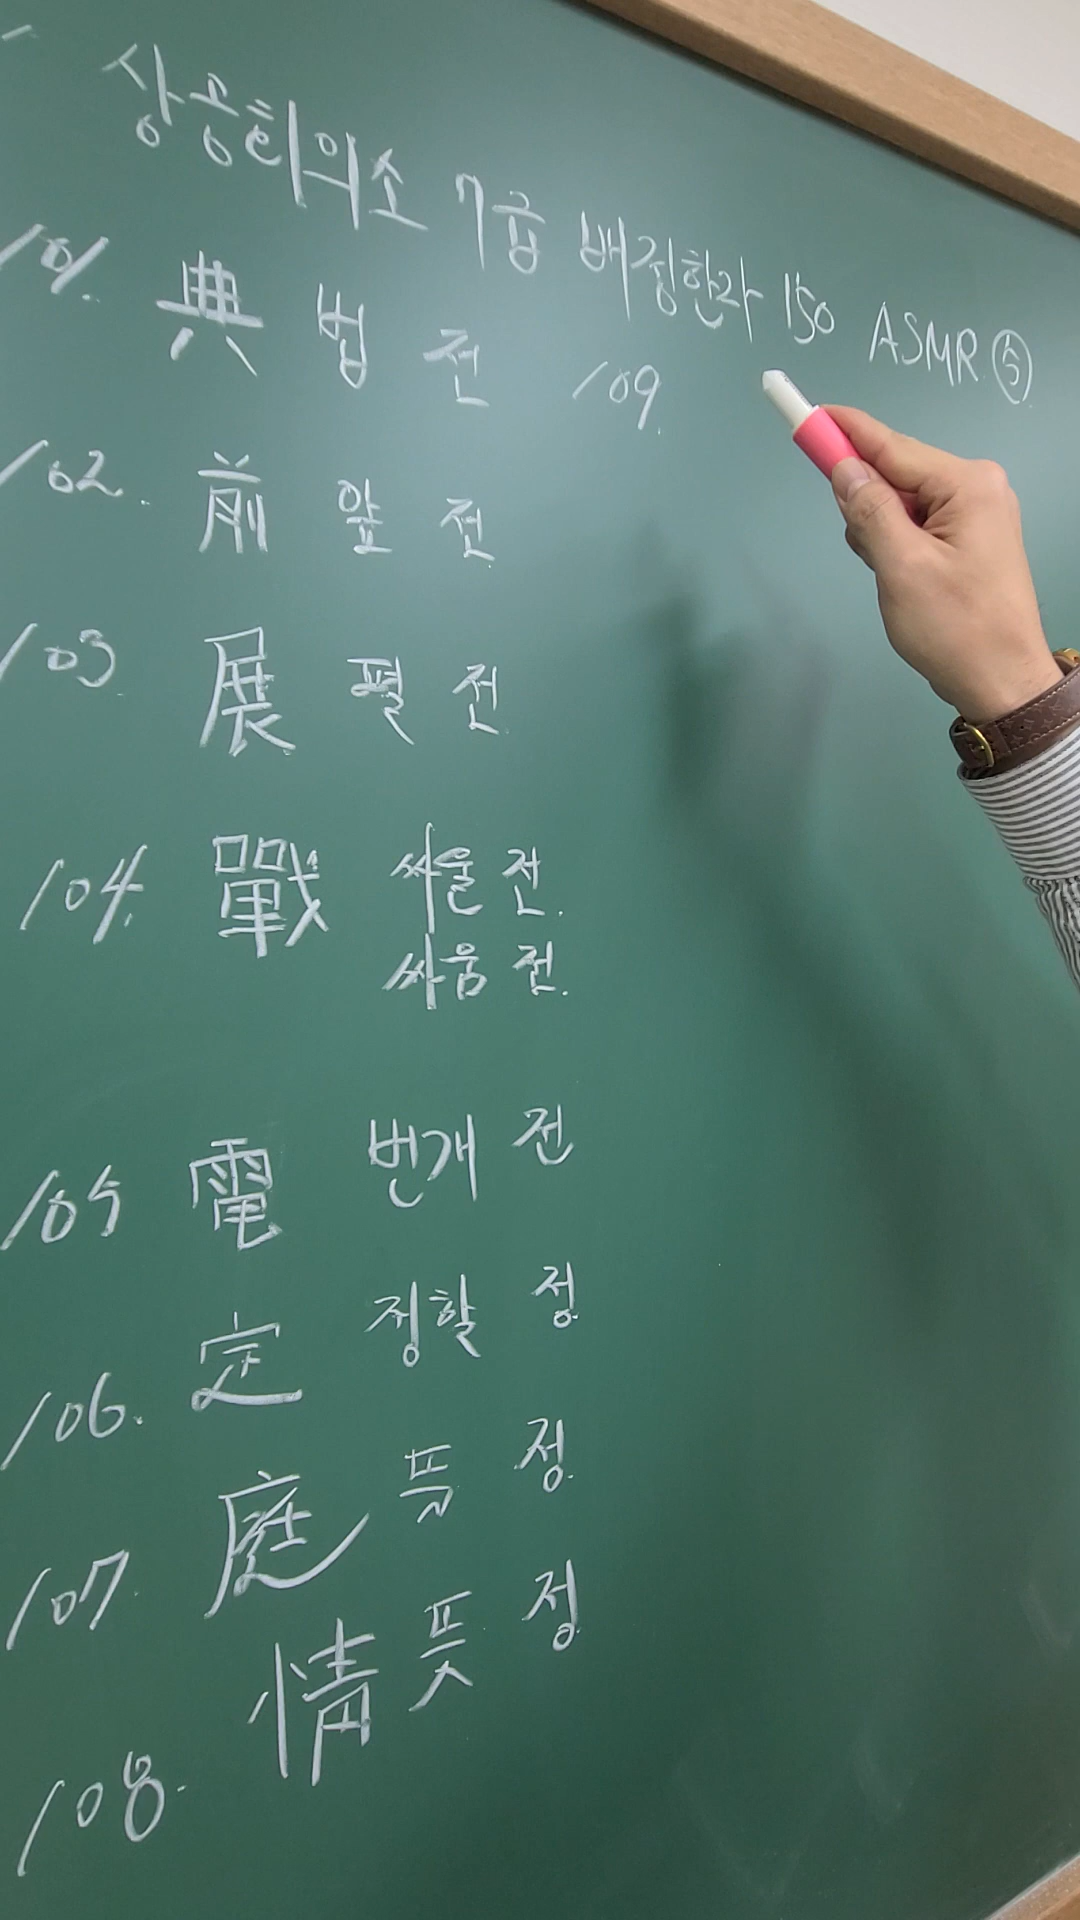 상공회의소 7급 배정한자 150 ASMR ⑤
101. 典 법 전
102. 前 앞 전
103. 展 펼 전
104. 戰 싸울 전.
싸움 전.
105 電 번개 전
106. 定 정할 정
107. 庭 뜰 정
108. 情 뜻 정
109.